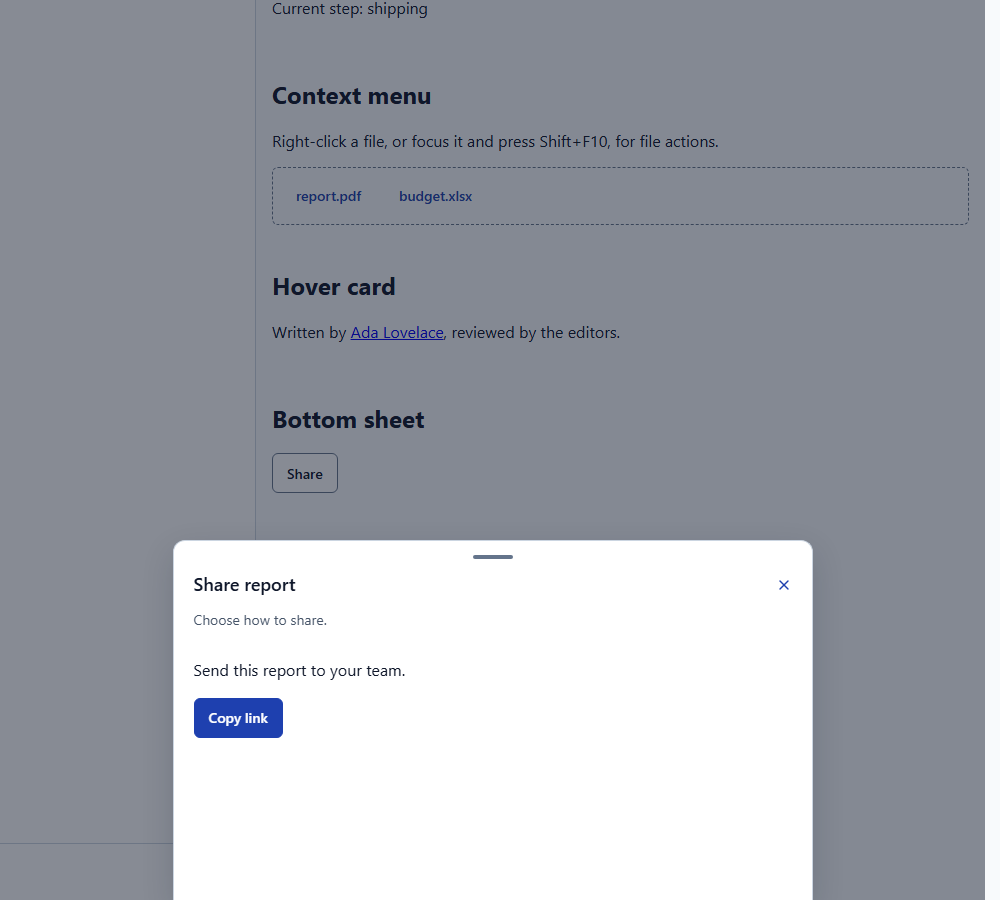 Current step: shipping
Context menu
Right-click a file, or focus it and press Shift+F10, for file actions.
report.pdf
budget.xlsx
Hover card
Written by Ada Lovelace, reviewed by the editors.
Bottom sheet
Share
Share report
Choose how to share.
Send this report to your team.
Copy link